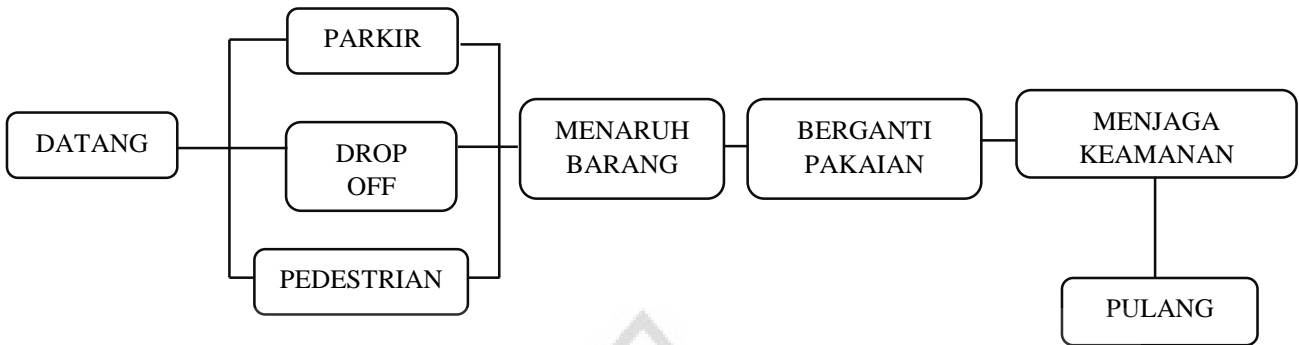 DATANG
PARKIR
DROP
OFF
PEDESTRIAN
MENARUH
BARANG
BERGANTI
PAKAIAN
MENJAGA
KEAMANAN
PULANG